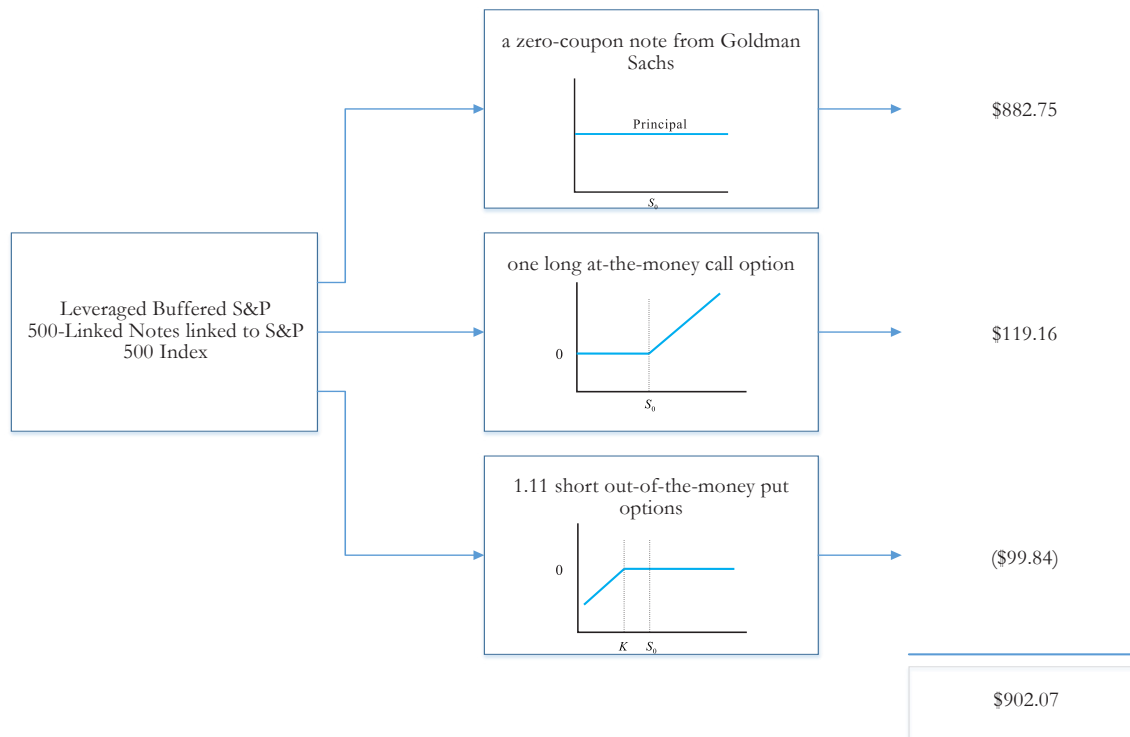 a zero-coupon note from Goldman
Sachs
Principal
S₀
$882.75
Leveraged Buffered S&P
500-Linked Notes linked to S&P
500 Index
one long at-the-money call option
0
S₀
$119.16
1.11 short out-of-the-money put
options
0
K S₀
($99.84)
$902.07